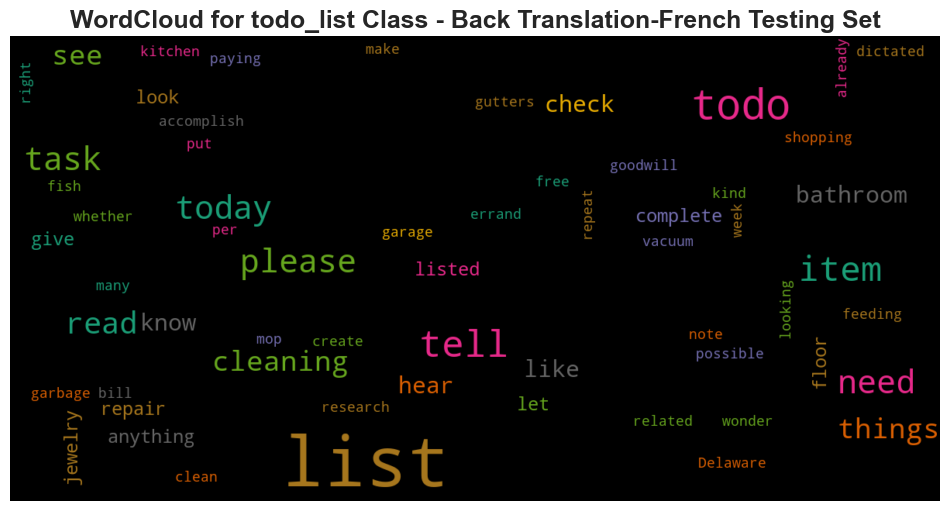 WordCloud for todo_list Class - Back Translation-French Testing Set
see
kitchen
paying
make
already
dictated
right
look
gutters
check
todo
accomplish
put
shopping
task
goodwill
fish
today
free
kind
bathroom
whether
errand
repeat
complete
week
give
per
garage
vacuum
please
listed
item
many
looking
feeding
read
know
mop
create
tell
note
possible
cleaning
like
floor
hear
need
garbage
bill
repair
research
let
jewelry
anything
related
wonder
things
list
clean
Delaware